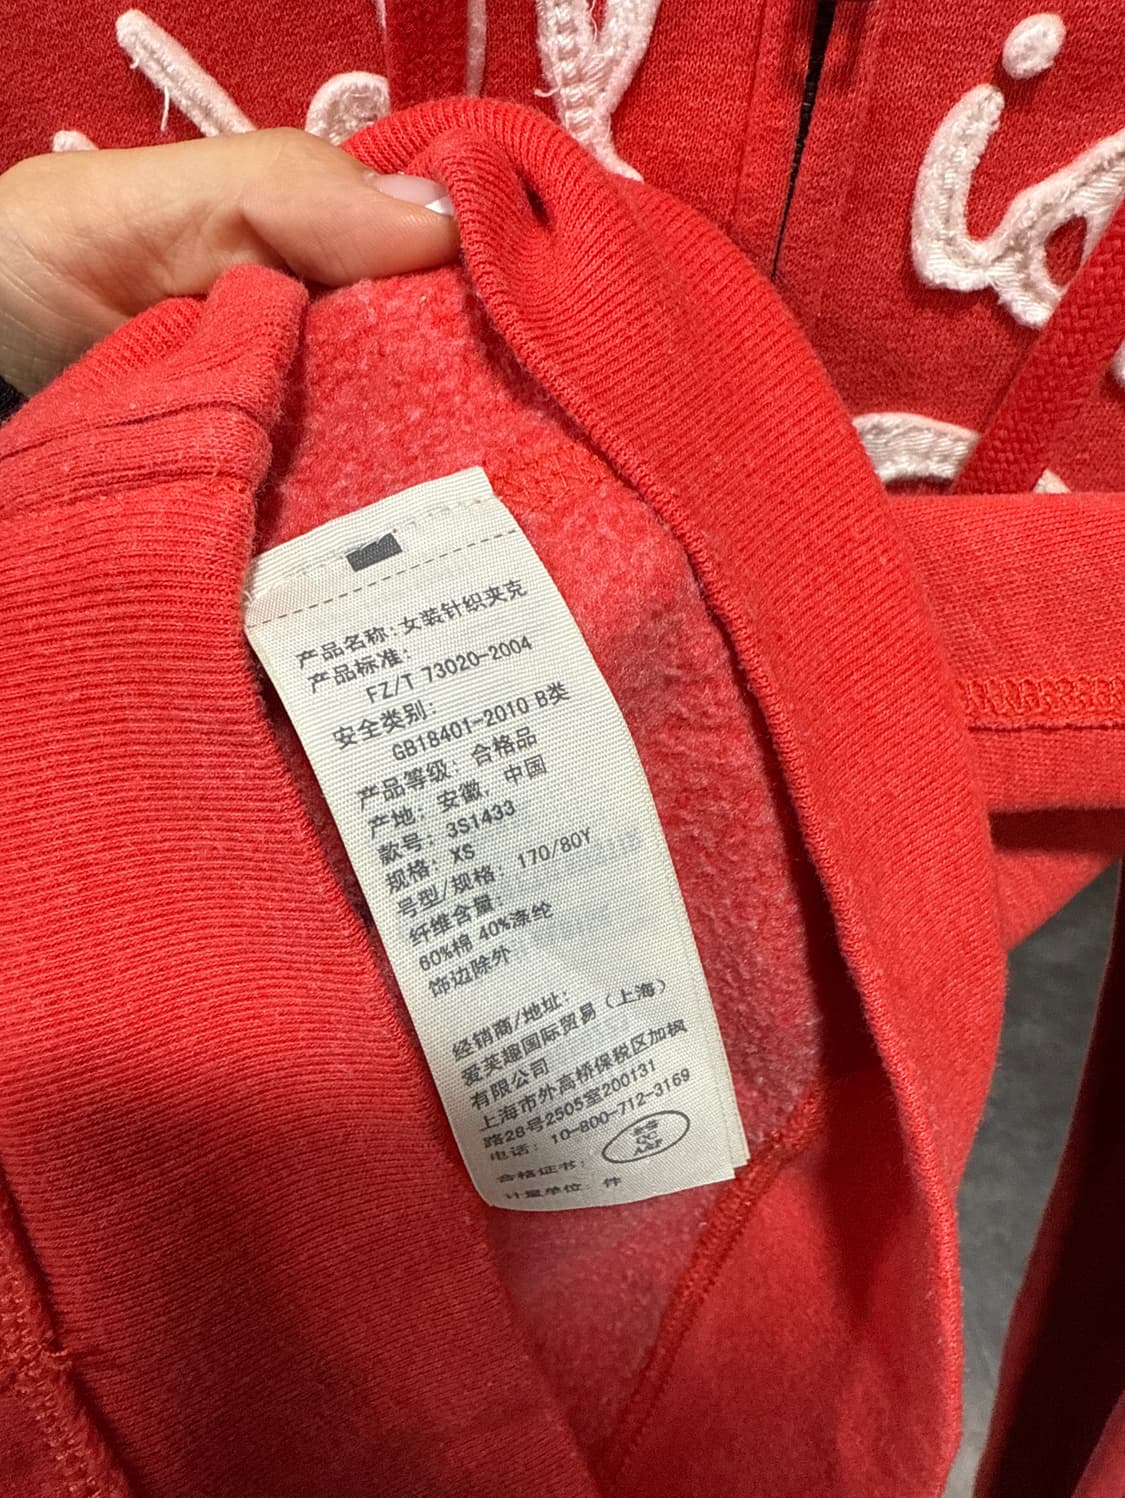 产品名称：女装针织夹克
产品标准：
FZ/T 73020-2004
安全类别：
GB18401-2010 B类
产品等级：合格品
产地：安徽，中国
款号：3S1433
规格：XS
号型/规格：170/80Y
纤维含量：
60%棉 40%涤纶
饰边除外
经销商/地址：
爱芙趣国际贸易（上海）
有限公司
上海市外高桥保税区加枫
路28号2505室200131
电话：10-800-712-3169
合格证书：
计量单位：件